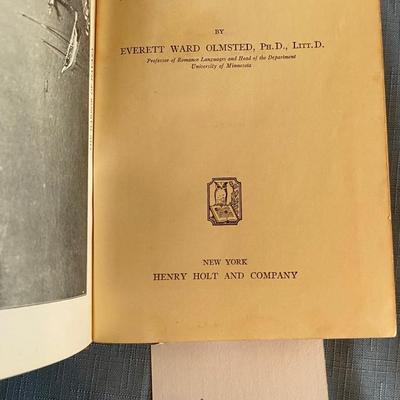 BY
EVERETT WARD OLMSTED, PH.D., LITT.D.
Professor of Romance Languages and Head of the Department
University of Minnesota
NEW YORK
HENRY HOLT AND COMPANY